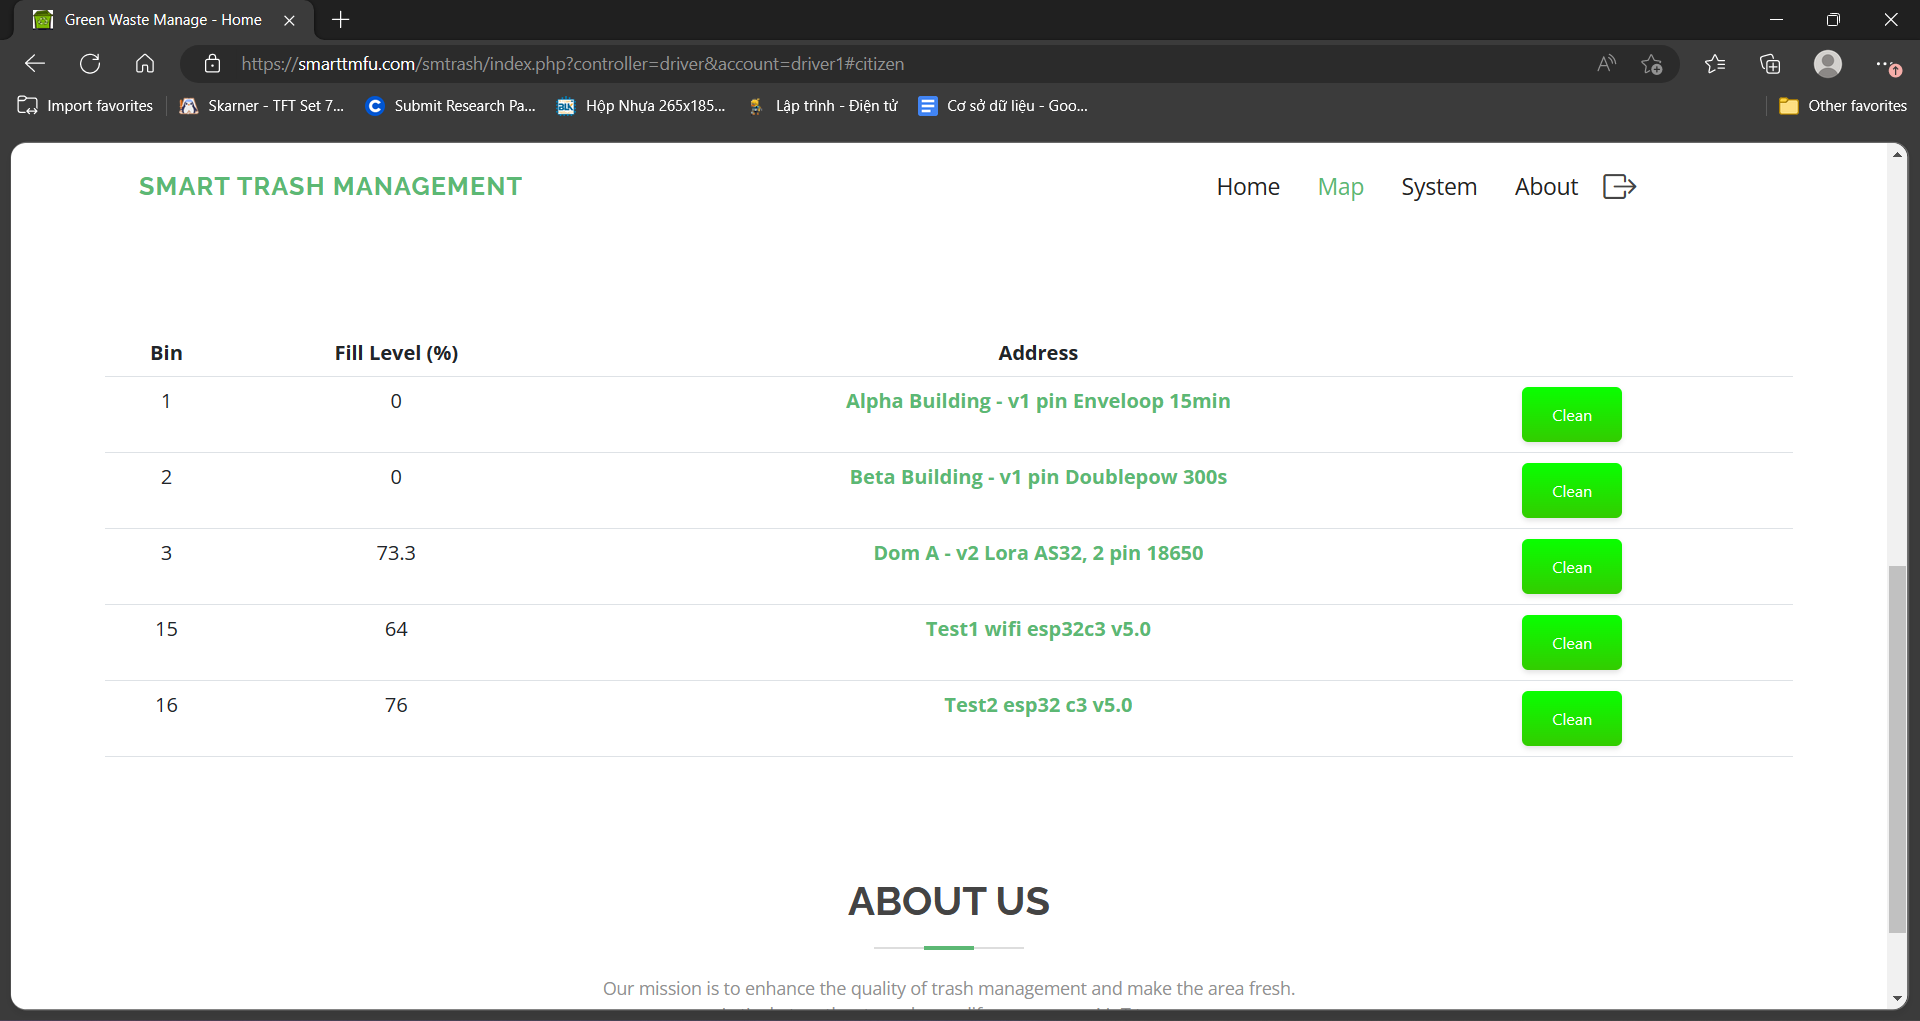 Green Waste Manage - Home
https://smarttmfu.com/smtrash/index.php?controller=driver&account=driver1#citizen
Import favorites Skarner - TFT Set 7... Submit Research Pa... Hộp Nhựa 265x185... Lập trình - Điện tử Cơ sở dữ liệu - Goo... Other favorites
SMART TRASH MANAGEMENT Home Map System About
Bin Fill Level (%) Address
1 0 Alpha Building - v1 pin Enveloop 15min Clean
2 0 Beta Building - v1 pin Doublepow 300s Clean
3 73.3 Dom A - v2 Lora AS32, 2 pin 18650 Clean
15 64 Test1 wifi esp32c3 v5.0 Clean
16 76 Test2 esp32 c3 v5.0 Clean
ABOUT US
Our mission is to enhance the quality of trash management and make the area fresh.